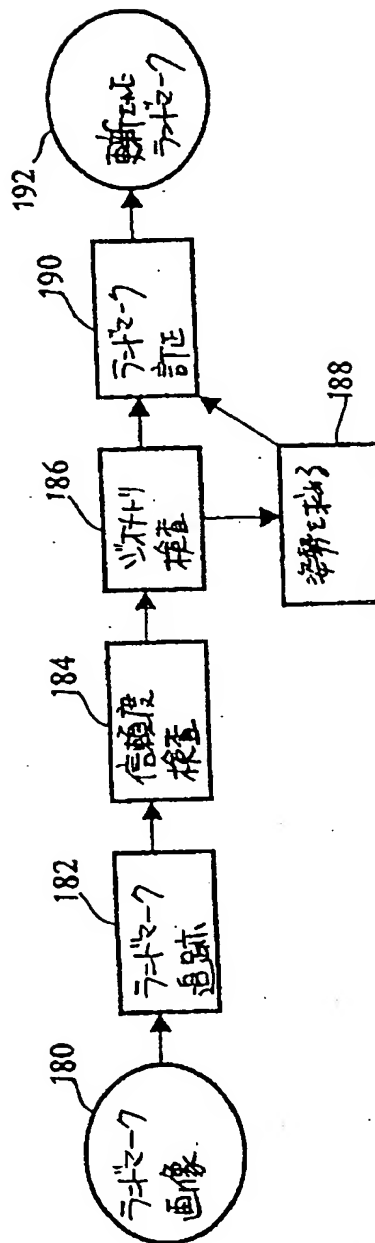 180
ランドマーク
画像
182
ランドマーク
追跡
184
信頼度
検査
186
ジオメトリ
検査
188
姿勢を求める
190
ランドマーク
訂正
192
更新された
ランドマーク